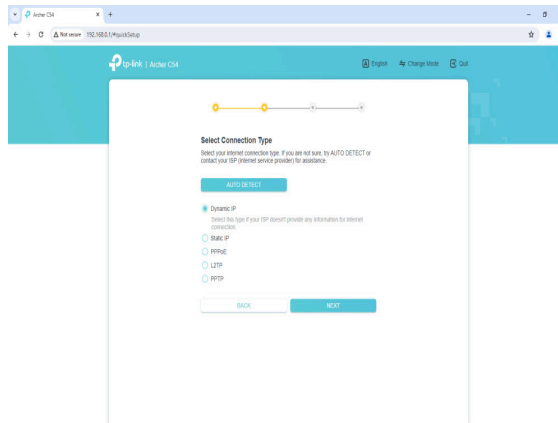 Archer C54
Not secure 192.168.0.1/#quickSetup
tp-link | Archer C54
English Change Mode Quit
Select Connection Type
Select your internet connection type. If you are not sure, try AUTO DETECT or
contact your ISP (internet service provider) for assistance.
AUTO DETECT
Dynamic IP
Select this type if your ISP doesn't provide any information for internet
connection.
Static IP
PPPoE
L2TP
PPTP
BACK
NEXT